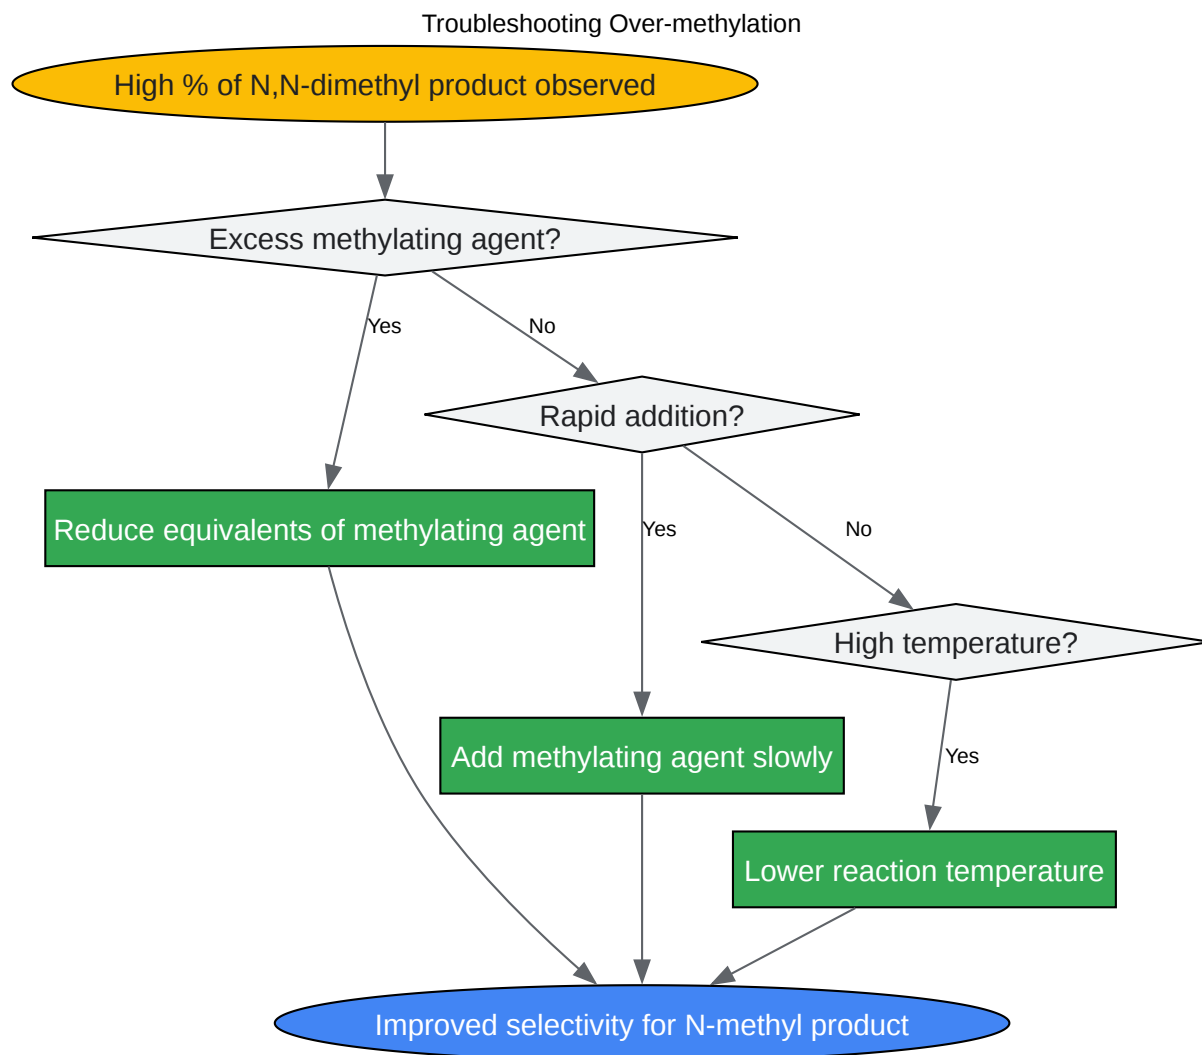 Troubleshooting Over-methylation
High % of N,N-dimethyl product observed
Excess methylating agent?
Yes
No
Rapid addition?
Reduce equivalents of methylating agent
Yes
No
High temperature?
Add methylating agent slowly
Yes
Lower reaction temperature
Improved selectivity for N-methyl product